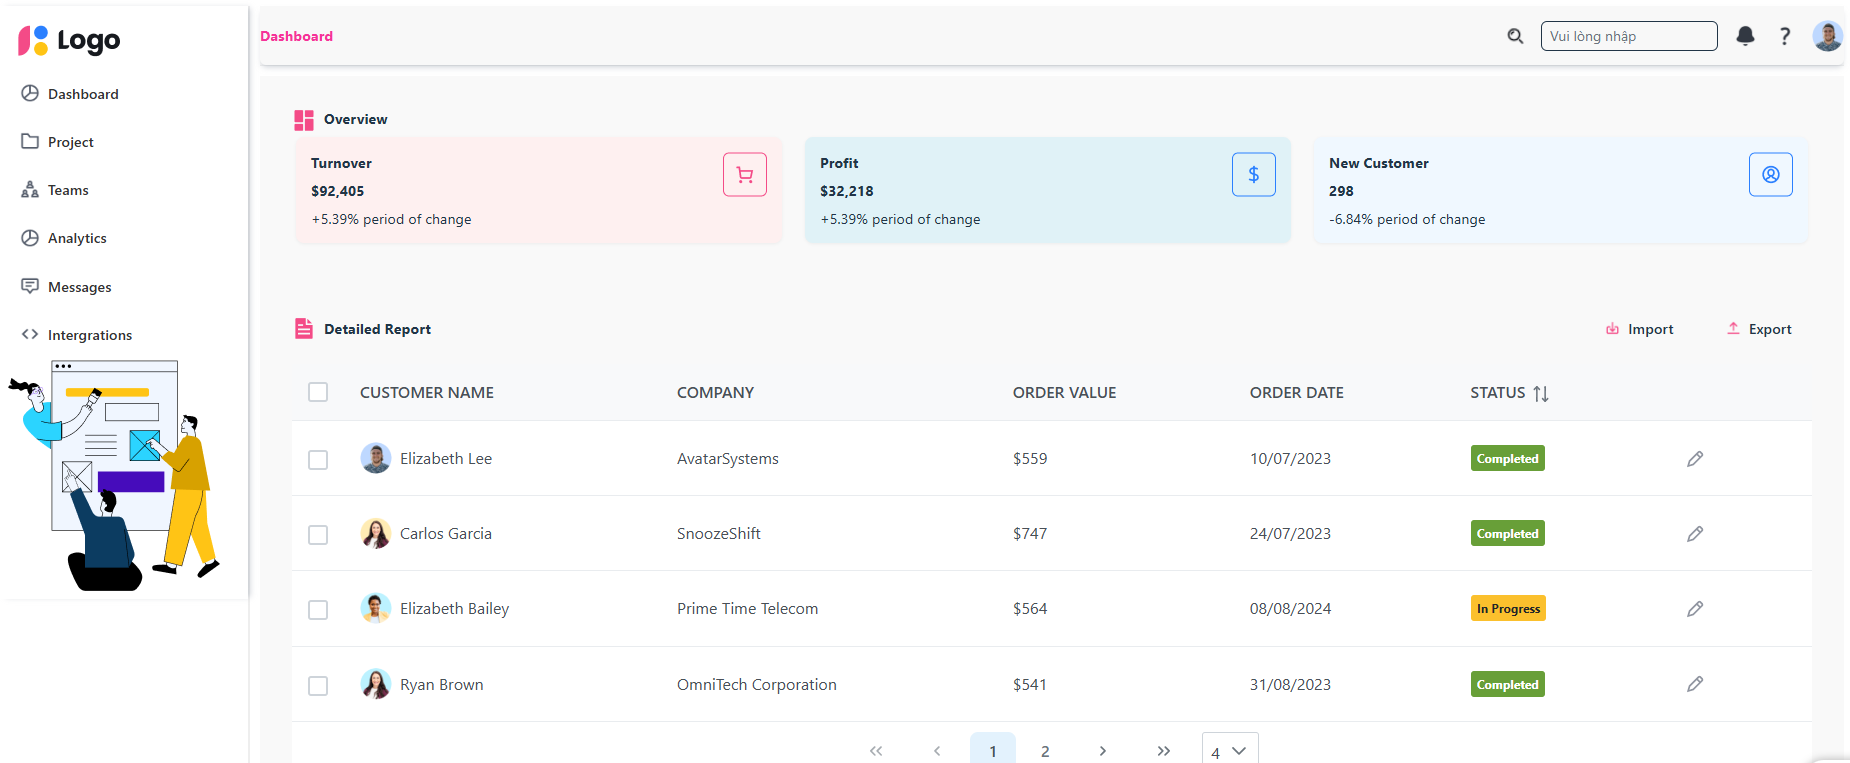 Logo
Dashboard
Project
Teams
Analytics
Messages
Intergrations
Dashboard
Vui lòng nhập
?
Overview
Turnover
$92,405
+5.39% period of change
Profit
$32,218
+5.39% period of change
$
New Customer
298
-6.84% period of change
Detailed Report
Import
Export
CUSTOMER NAME COMPANY ORDER VALUE ORDER DATE STATUS
Elizabeth Lee AvatarSystems $559 10/07/2023 Completed
Carlos Garcia SnoozeShift $747 24/07/2023 Completed
Elizabeth Bailey Prime Time Telecom $564 08/08/2024 In Progress
Ryan Brown OmniTech Corporation $541 31/08/2023 Completed
1 2 4